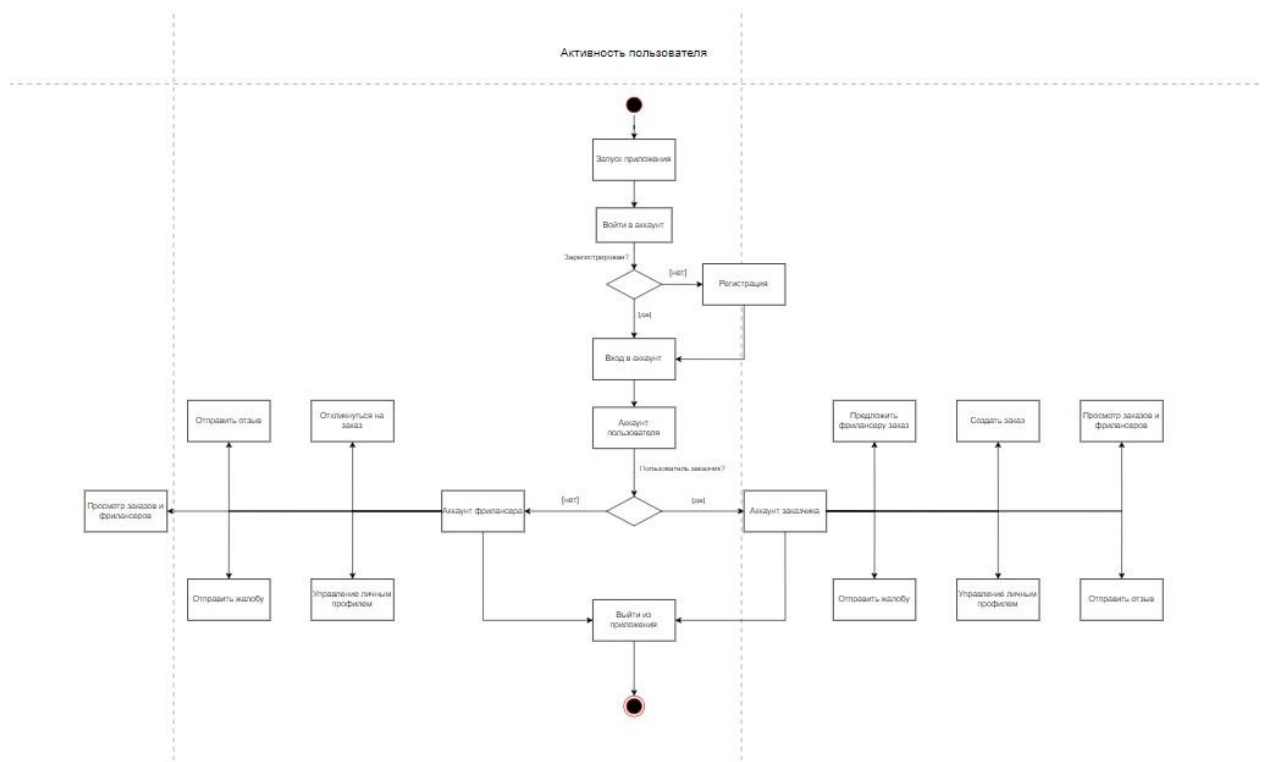 Активность пользователя
Запуск приложения
Войти в аккаунт
Зарегистрирован?
[нет]
Регистрация
[да]
Вход в аккаунт
Отправить отзыв
Откликнуться на
заказ
Аккаунт
пользователя
Предложить
фрилансеру заказ
Создать заказ
Просмотр заказов и
фрилансеров
Пользователь заказчик?
Просмотр заказов и
фрилансеров
Аккаунт фрилансера
[нет]
[да]
Аккаунт заказчика
Отправить жалобу
Управление личным
профилем
Выйти из
приложения
Отправить жалобу
Управление личным
профилем
Отправить отзыв